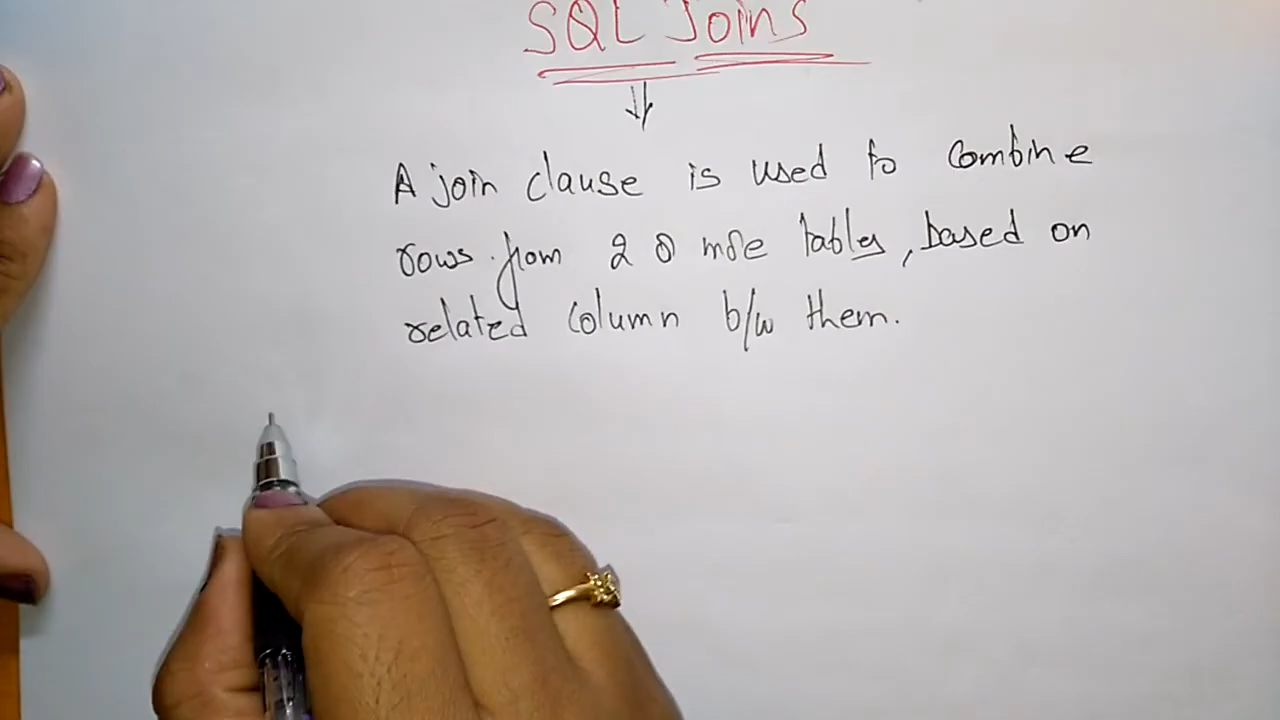 SQL Joins
A join clause is used to combine
rows from 2 or more tables, based on
related column b/w them.